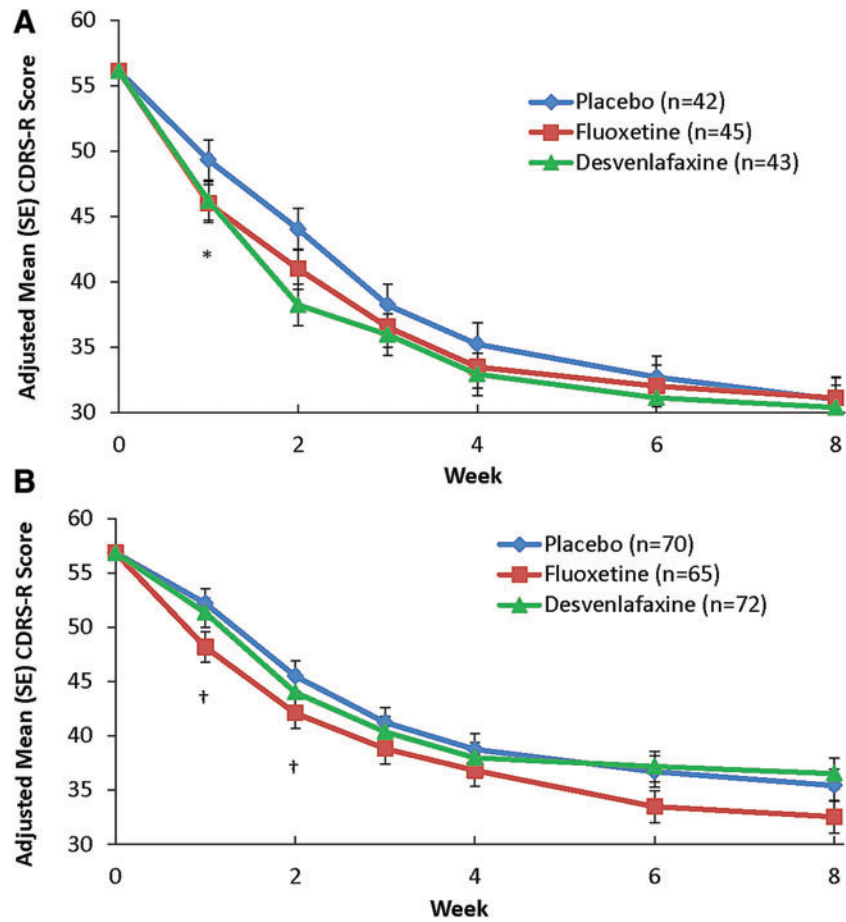 A
60
55
50
45
40
35
30
Adjusted Mean (SE) CDRS-R Score
Placebo (n=42)
Fluoxetine (n=45)
Desvenlafaxine (n=43)
*
0 2 4 6 8
Week
B
60
55
50
45
40
35
30
Adjusted Mean (SE) CDRS-R Score
Placebo (n=70)
Fluoxetine (n=65)
Desvenlafaxine (n=72)
†
†
0 2 4 6 8
Week